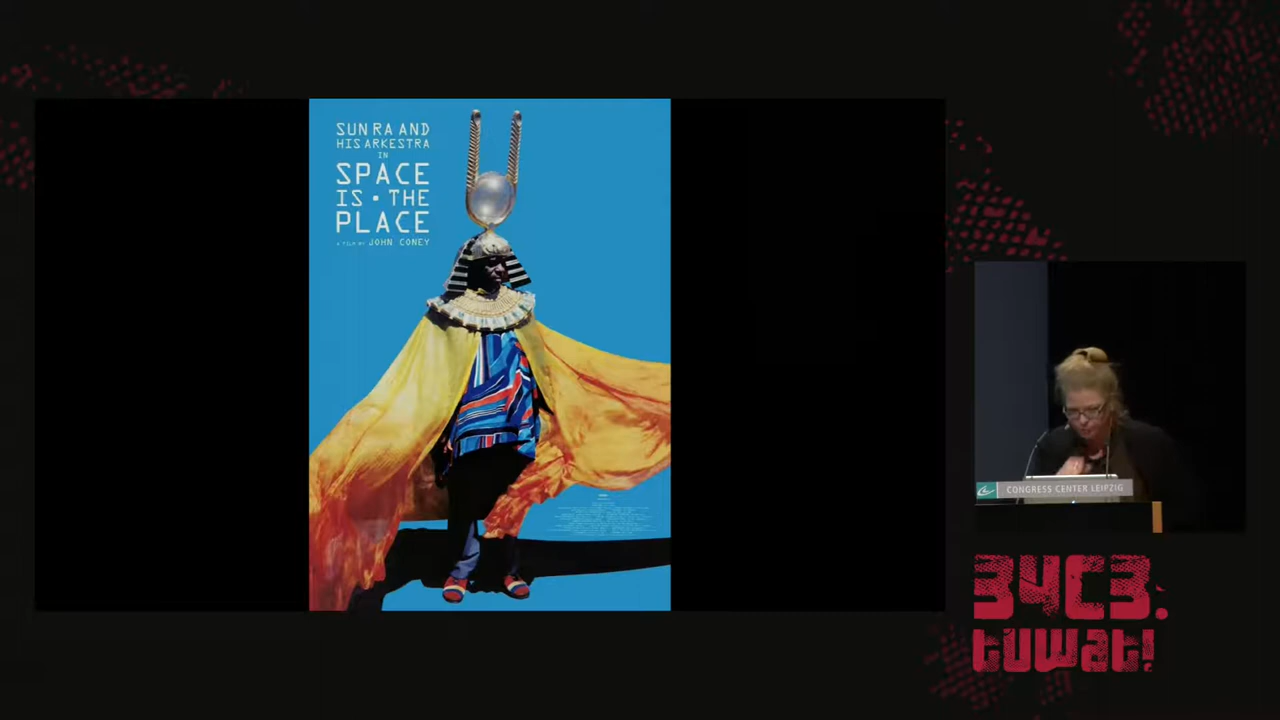 SUN RA AND
HIS ARKESTRA
IN
SPACE
IS • THE
PLACE
A FILM BY JOHN CONEY
CONGRESS CENTER LEIPZIG
34C3.
tuwat!